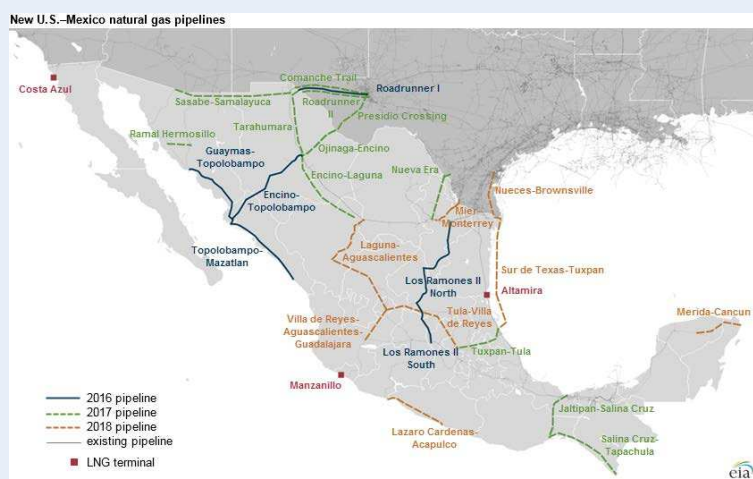 New U.S.–Mexico natural gas pipelines
Costa Azul
Comanche Trail
Roadrunner I
Sasabe-Samalayuca
Roadrunner
II
Presidio Crossing
Ramal Hermosillo
Tarahumara
Guaymas-
Topolobampo
Ojinaga-Encino
Encino-Laguna
Nueva Era
Nueces-Brownsville
Encino-
Topolobampo
Mier-
Monterrey
Topolobampo-
Mazatlan
Laguna-
Aguascalientes
Los Ramones II
North
Sur de Texas-Tuxpan
Altamira
Villa de Reyes-
Aguascalientes-
Guadalajara
Tula-Villa
de Reyes
Merida-Cancun
Los Ramones II
South
Tuxpan-Tula
Manzanillo
Lazaro Cardenas-
Acapulco
Jaltipan-Salina Cruz
Salina Cruz-
Tapachula
2016 pipeline
2017 pipeline
2018 pipeline
existing pipeline
LNG terminal
eia